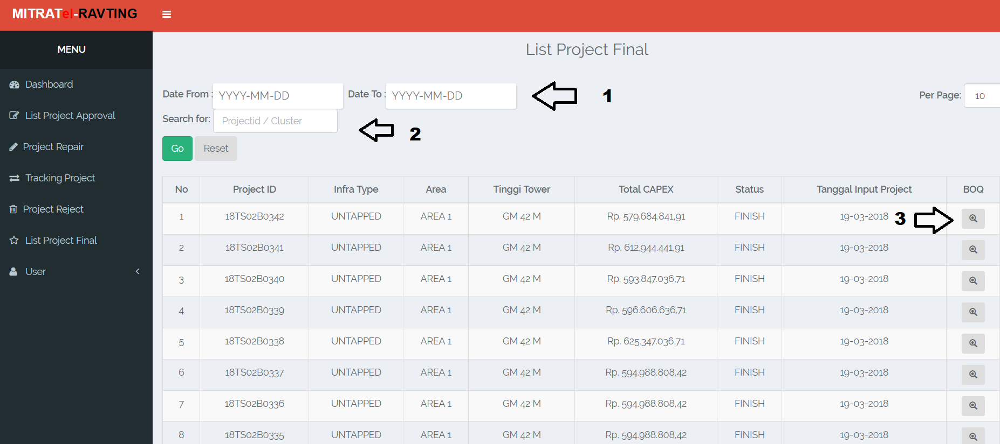 MITRATel-RAVTING
MENU
Dashboard
List Project Approval
Project Repair
Tracking Project
Project Reject
List Project Final
User
List Project Final
Date From : YYYY-MM-DD Date To : YYYY-MM-DD 1 Per Page: 10
Search for: Projectid / Cluster 2
Go Reset
No Project ID Infra Type Area Tinggi Tower Total CAPEX Status Tanggal Input Project BOQ
1 18TS02B0342 UNTAPPED AREA 1 GM 42 M Rp. 579.684.841,91 FINISH 19-03-2018 3
2 18TS02B0341 UNTAPPED AREA 1 GM 42 M Rp. 612.944.441,91 FINISH 19-03-2018
3 18TS02B0340 UNTAPPED AREA 1 GM 42 M Rp. 593.847.036,71 FINISH 19-03-2018
4 18TS02B0339 UNTAPPED AREA 1 GM 42 M Rp. 596.606.636,71 FINISH 19-03-2018
5 18TS02B0338 UNTAPPED AREA 1 GM 42 M Rp. 625.347.036,71 FINISH 19-03-2018
6 18TS02B0337 UNTAPPED AREA 1 GM 42 M Rp. 594.988.808,42 FINISH 19-03-2018
7 18TS02B0336 UNTAPPED AREA 1 GM 42 M Rp. 594.988.808,42 FINISH 19-03-2018
8 18TS02B0335 UNTAPPED AREA 1 GM 42 M Rp. 594.988.808,42 FINISH 19-03-2018